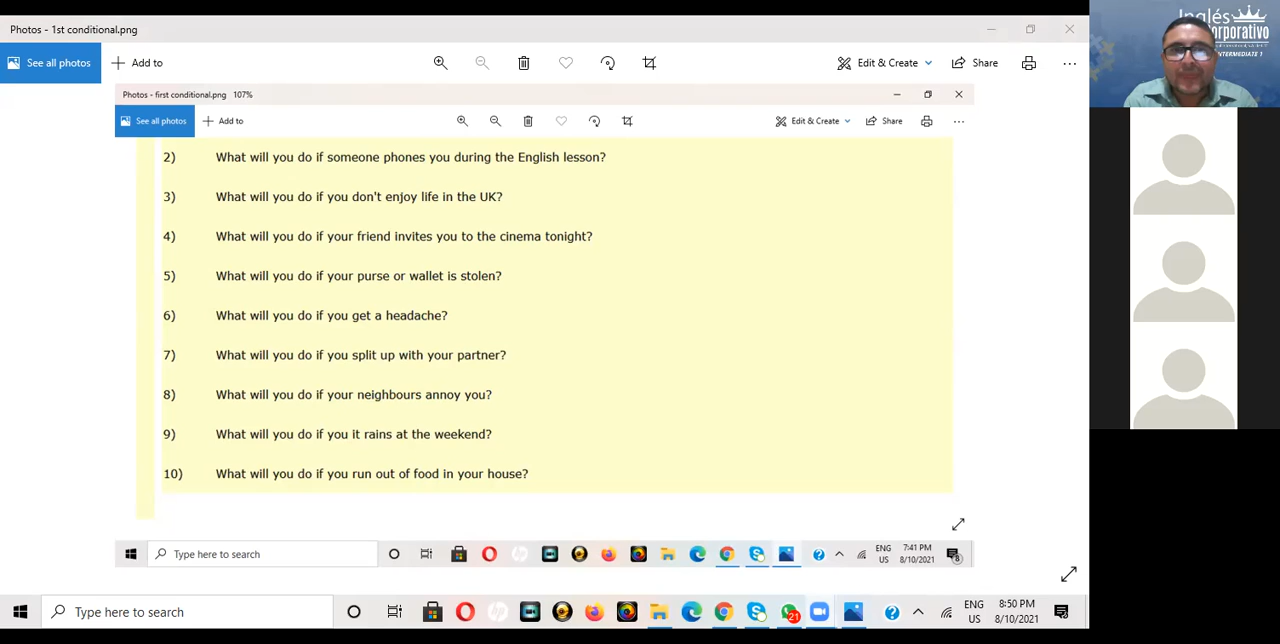 Photos - 1st conditional.png
See all photos
Add to
Edit & Create
Share
Photos - first conditional.png 107%
See all photos
Add to
Edit & Create
Share
2) What will you do if someone phones you during the English lesson?
3) What will you do if you don't enjoy life in the UK?
4) What will you do if your friend invites you to the cinema tonight?
5) What will you do if your purse or wallet is stolen?
6) What will you do if you get a headache?
7) What will you do if you split up with your partner?
8) What will you do if your neighbours annoy you?
9) What will you do if you it rains at the weekend?
10) What will you do if you run out of food in your house?
Type here to search
ENG
US
7:41 PM
8/10/2021
8
Type here to search
21
ENG
US
8:50 PM
8/10/2021
Inglés
INTERMEDIATE 1